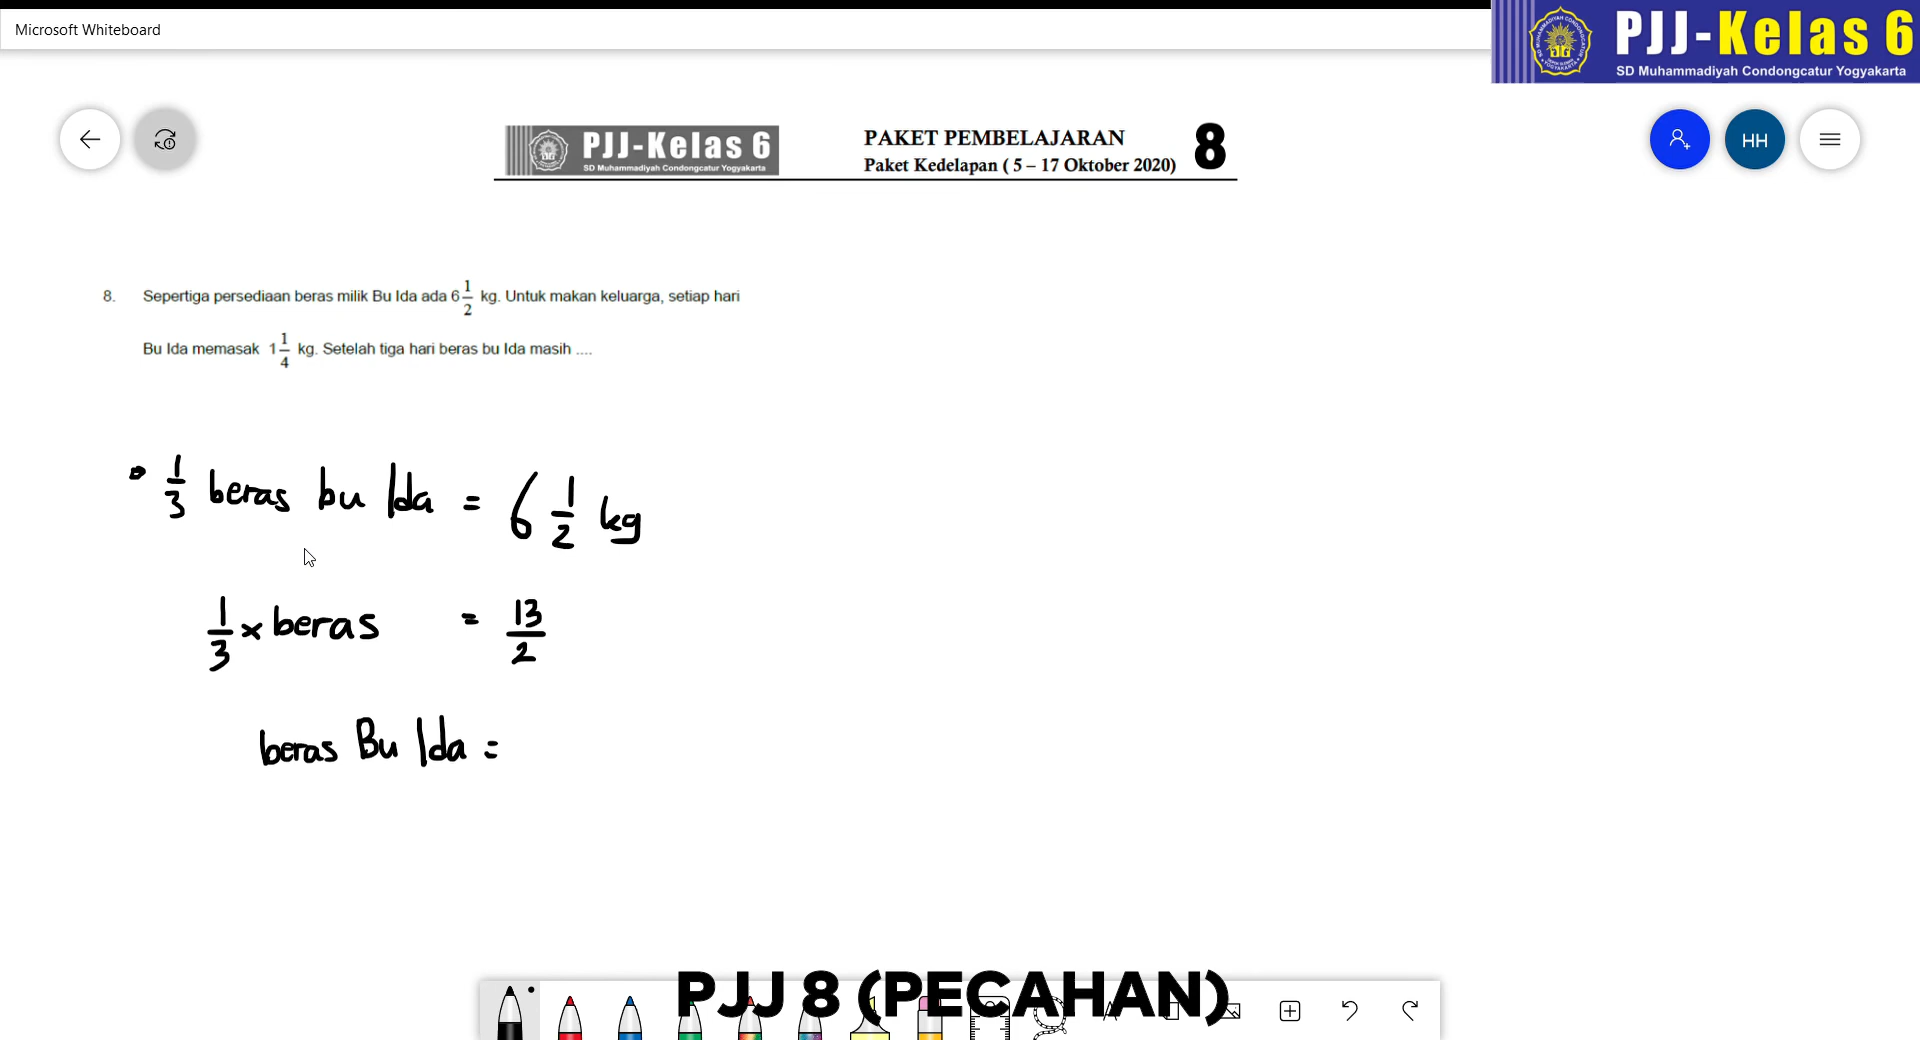 Microsoft Whiteboard
PJJ-Kelas 6
SD Muhammadiyah Condongcatur Yogyakarta
HH
PJJ-Kelas 6
SD Muhammadiyah Condongcatur Yogyakarta
PAKET PEMBELAJARAN
Paket Kedelapan ( 5 – 17 Oktober 2020)
8
8. Sepertiga persediaan beras milik Bu Ida ada 6 1/2 kg. Untuk makan keluarga, setiap hari
Bu Ida memasak 1 1/4 kg. Setelah tiga hari beras bu Ida masih ....
1/3 beras bu Ida = 6 1/2 kg
1/3 × beras = 13/2
beras Bu Ida =
PJJ 8 (PECAHAN)